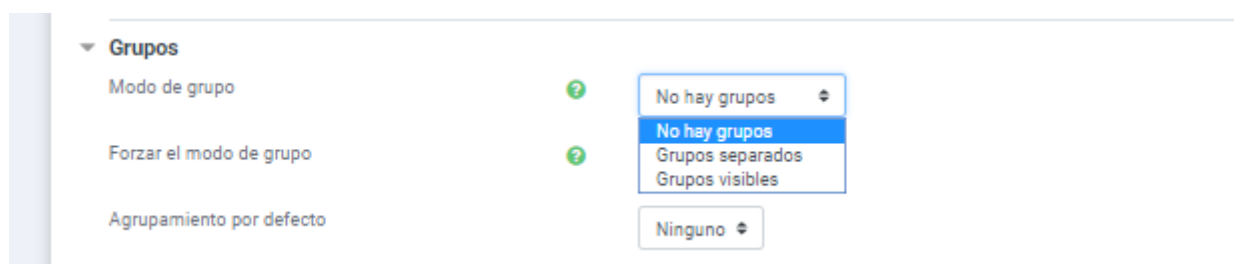 Grupos
Modo de grupo
No hay grupos
No hay grupos
Grupos separados
Grupos visibles
Forzar el modo de grupo
Agrupamiento por defecto
Ninguno